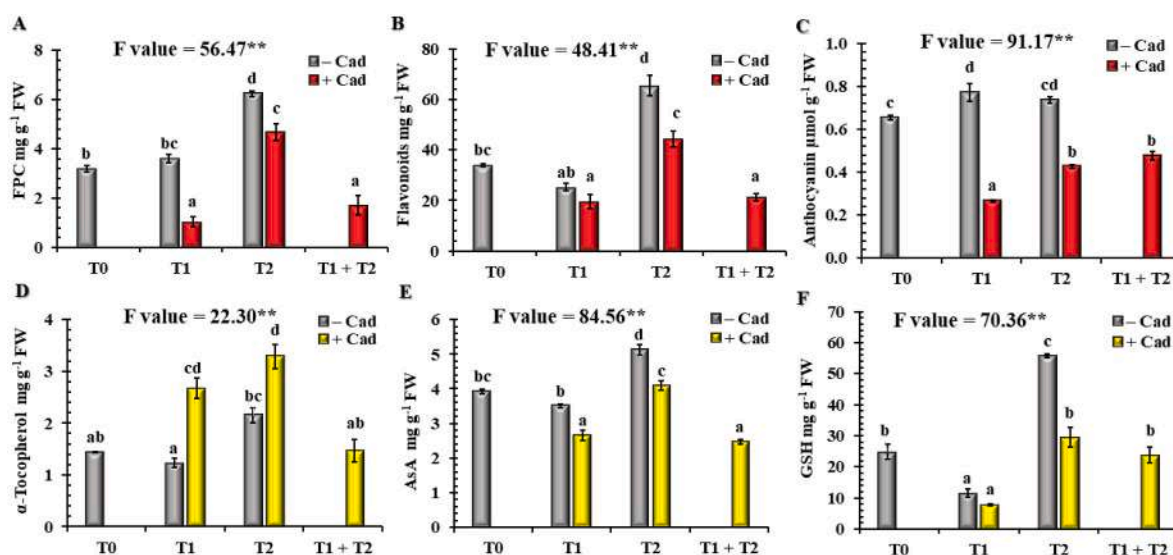 A
F value = 56.47**
FPC mg g⁻¹ FW
8
6
4
2
0
– Cad
+ Cad
b
bc
a
d
c
a
T0 T1 T2 T1 + T2
B
F value = 48.41**
Flavonoids mg g⁻¹ FW
80
60
40
20
0
– Cad
+ Cad
bc
ab
a
d
c
a
T0 T1 T2 T1 + T2
C
F value = 91.17**
Anthocyanin µmol g⁻¹ FW
1.0
0.8
0.6
0.4
0.2
0.0
– Cad
+ Cad
c
d
a
cd
b
b
T0 T1 T2 T1 + T2
D
F value = 22.30**
α-Tocopherol mg g⁻¹ FW
4
3
2
1
0
– Cad
+ Cad
ab
a
cd
bc
d
ab
T0 T1 T2 T1 + T2
E
F value = 84.56**
AsA mg g⁻¹ FW
6
5
4
3
2
1
0
– Cad
+ Cad
bc
b
a
d
c
a
T0 T1 T2 T1 + T2
F
F value = 70.36**
GSH mg g⁻¹ FW
70
60
50
40
30
20
10
0
– Cad
+ Cad
b
a
a
c
b
b
T0 T1 T2 T1 + T2